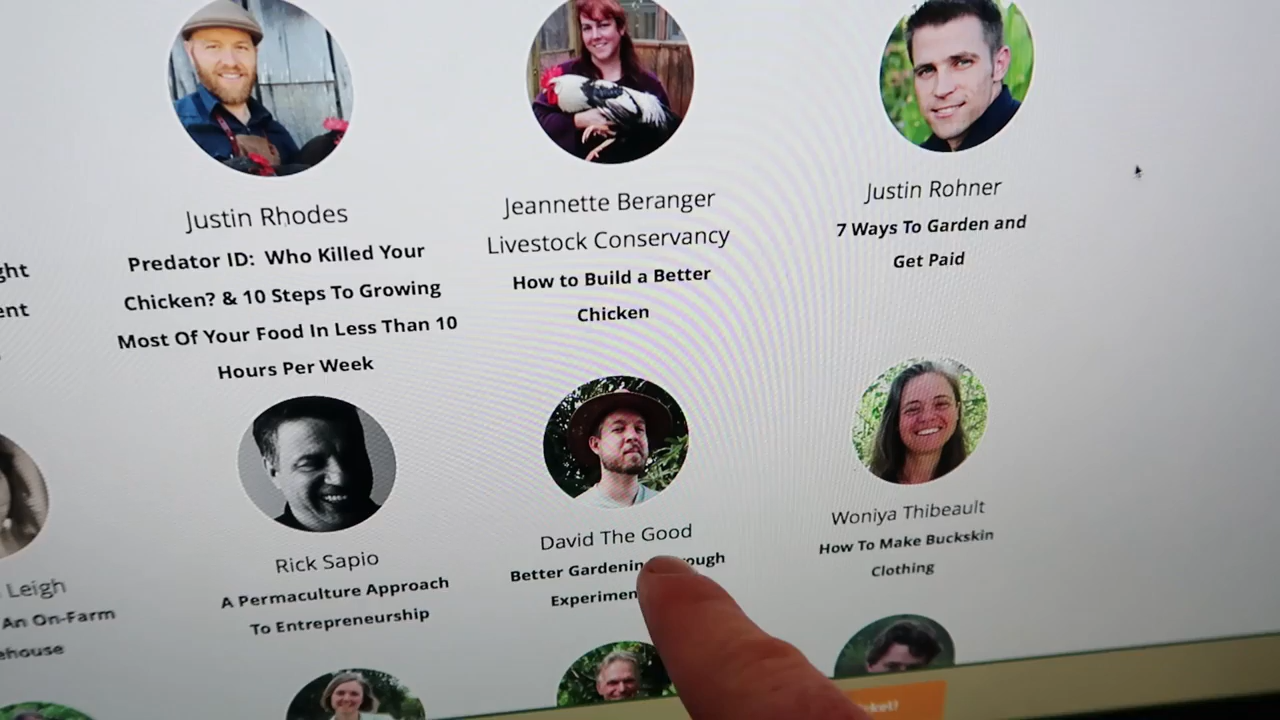 Justin Rhodes
Predator ID: Who Killed Your
Chicken? & 10 Steps To Growing
Most Of Your Food In Less Than 10
Hours Per Week
Jeannette Beranger
Livestock Conservancy
How to Build a Better
Chicken
Justin Rohner
7 Ways To Garden and
Get Paid
Leigh
An On-Farm
Rick Sapio
A Permaculture Approach
To Entrepreneurship
David The Good
Better
Woniya Thibeault
How To Make Buckskin
Clothing